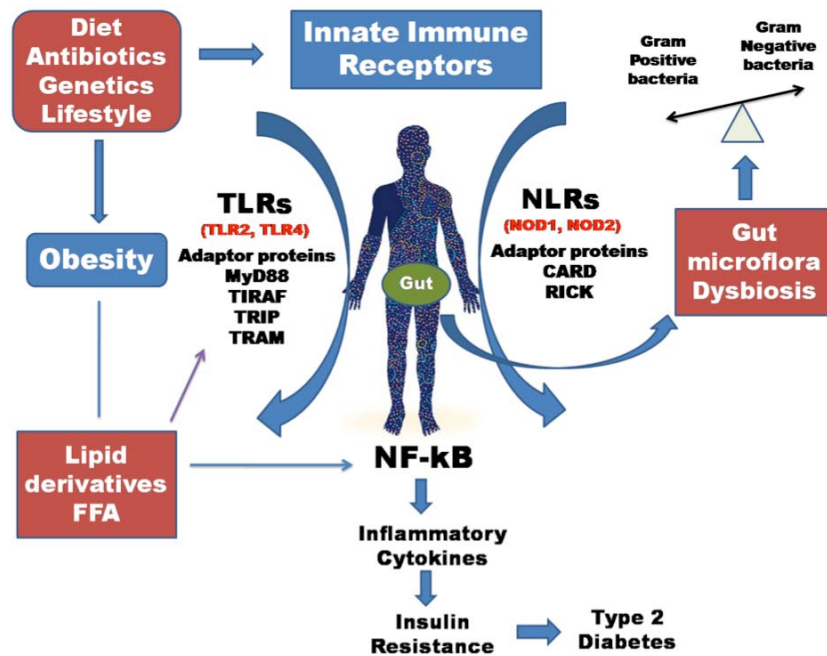 Diet
Antibiotics
Genetics
Lifestyle
Innate Immune
Receptors
Gram
Positive
bacteria
Gram
Negative
bacteria
TLRs
(TLR2, TLR4)
Adaptor proteins
MyD88
TIRAF
TRIP
TRAM
NLRs
(NOD1, NOD2)
Adaptor proteins
CARD
RICK
Obesity
Gut
Gut
microflora
Dysbiosis
Lipid
derivatives
FFA
NF-kB
Inflammatory
Cytokines
Insulin
Resistance
Type 2
Diabetes